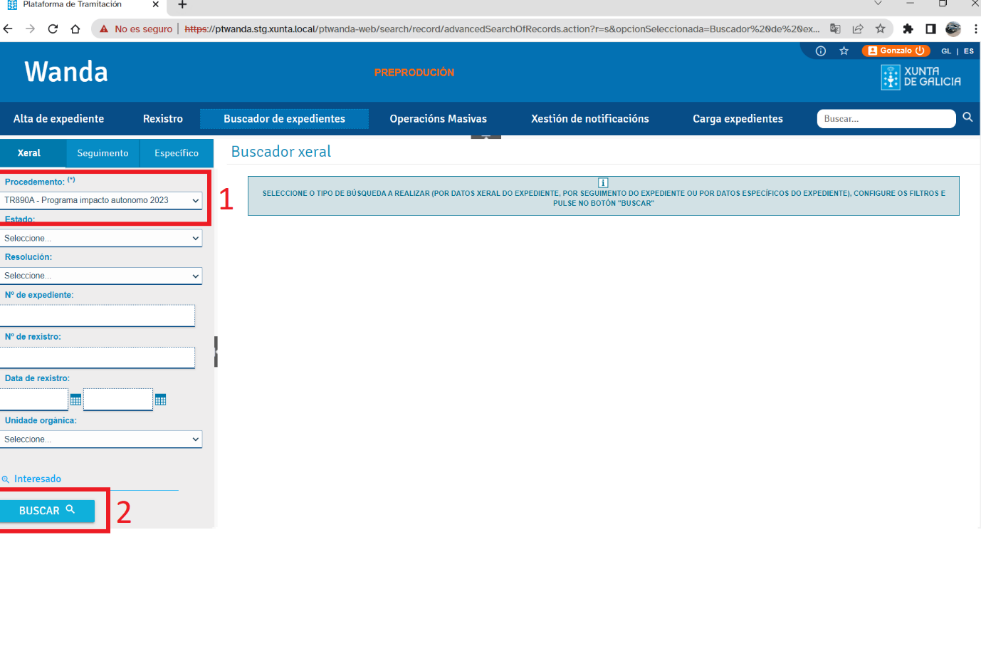 Plataforma de Tramitación
No es seguro | https://ptwanda.stg.xunta.local/ptwanda-web/search/record/advancedSearchOfRecords.action?r=s&opcionSeleccionada=Buscador%20de%20ex...
Gonzalo
GL | ES
Wanda
PREPRODUCIÓN
XUNTA
DE GALICIA
Alta de expediente
Rexistro
Buscador de expedientes
Operacións Masivas
Xestión de notificacións
Carga expedientes
Buscar...
Xeral
Seguimento
Específico
Buscador xeral
Procedemento: (*)
TR890A - Programa impacto autonomo 2023
1
SELECCIONE O TIPO DE BÚSQUEDA A REALIZAR (POR DATOS XERAL DO EXPEDIENTE, POR SEGUIMENTO DO EXPEDIENTE OU POR DATOS ESPECÍFICOS DO EXPEDIENTE), CONFIGURE OS FILTROS E
PULSE NO BOTÓN "BUSCAR"
Estado:
Seleccione...
Resolución:
Seleccione...
Nº de expediente:
Nº de rexistro:
Data de rexistro:
Unidade orgánica:
Seleccione...
Interesado
BUSCAR
2